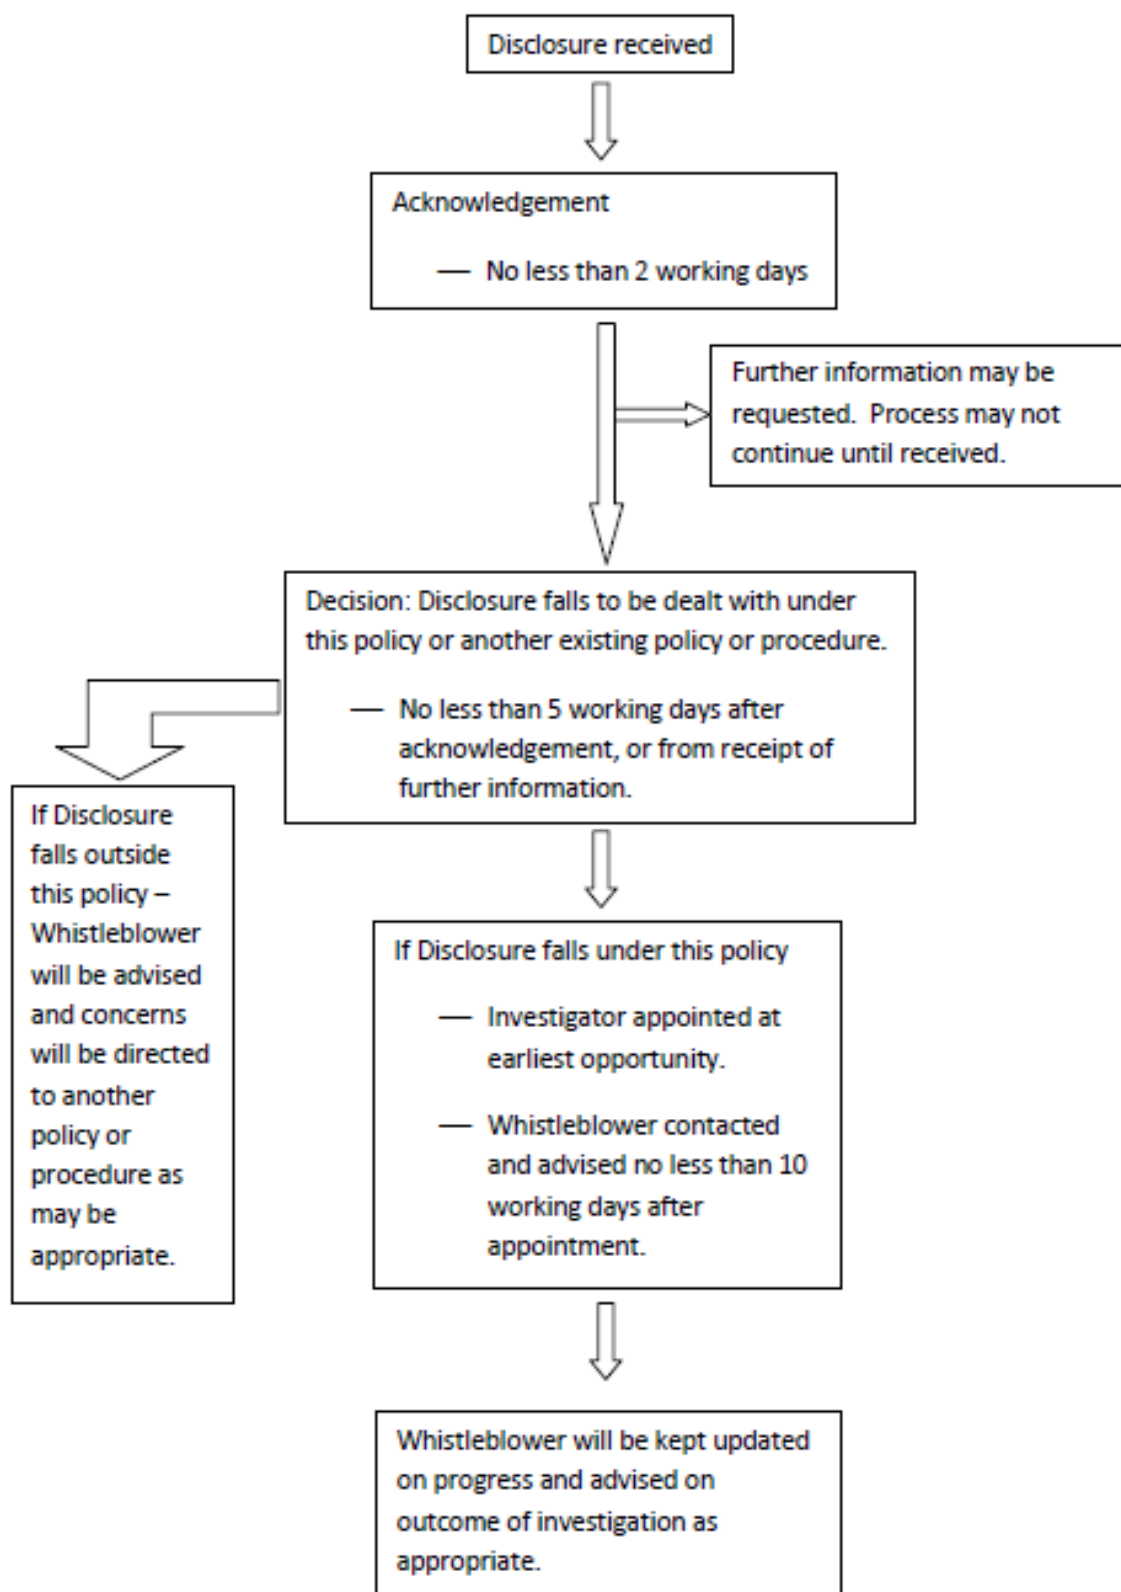 Disclosure received
Acknowledgement
— No less than 2 working days
Further information may be
requested.  Process may not
continue until received.
Decision: Disclosure falls to be dealt with under
this policy or another existing policy or procedure.
— No less than 5 working days after
acknowledgement, or from receipt of
further information.
If Disclosure
falls outside
this policy –
Whistleblower
will be advised
and concerns
will be directed
to another
policy or
procedure as
may be
appropriate.
If Disclosure falls under this policy
— Investigator appointed at
earliest opportunity.
— Whistleblower contacted
and advised no less than 10
working days after
appointment.
Whistleblower will be kept updated
on progress and advised on
outcome of investigation as
appropriate.